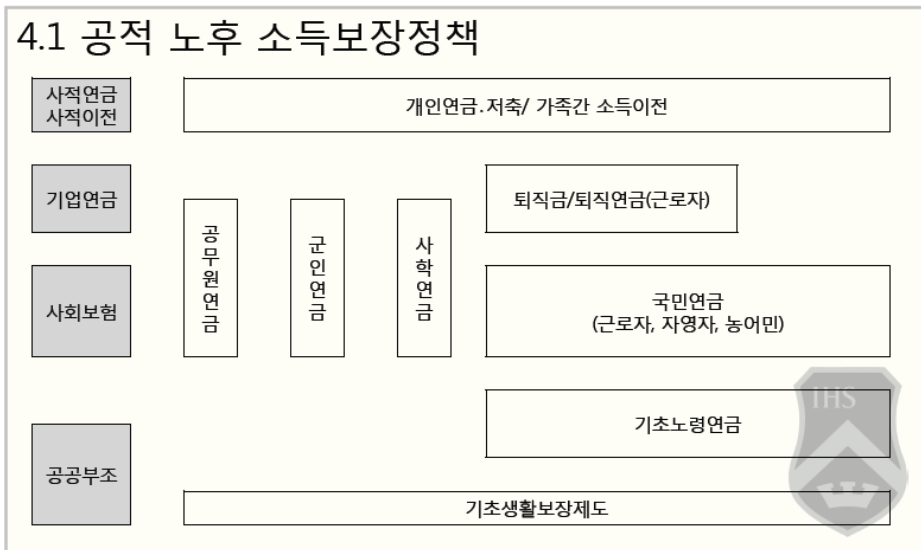 4.1 공적 노후 소득보장정책
사적연금
사적이전
개인연금.저축/ 가족간 소득이전
기업연금
퇴직금/퇴직연금(근로자)
공무원연금
군인연금
사학연금
사회보험
국민연금
(근로자, 자영자, 농어민)
IHS
기초노령연금
공공부조
기초생활보장제도